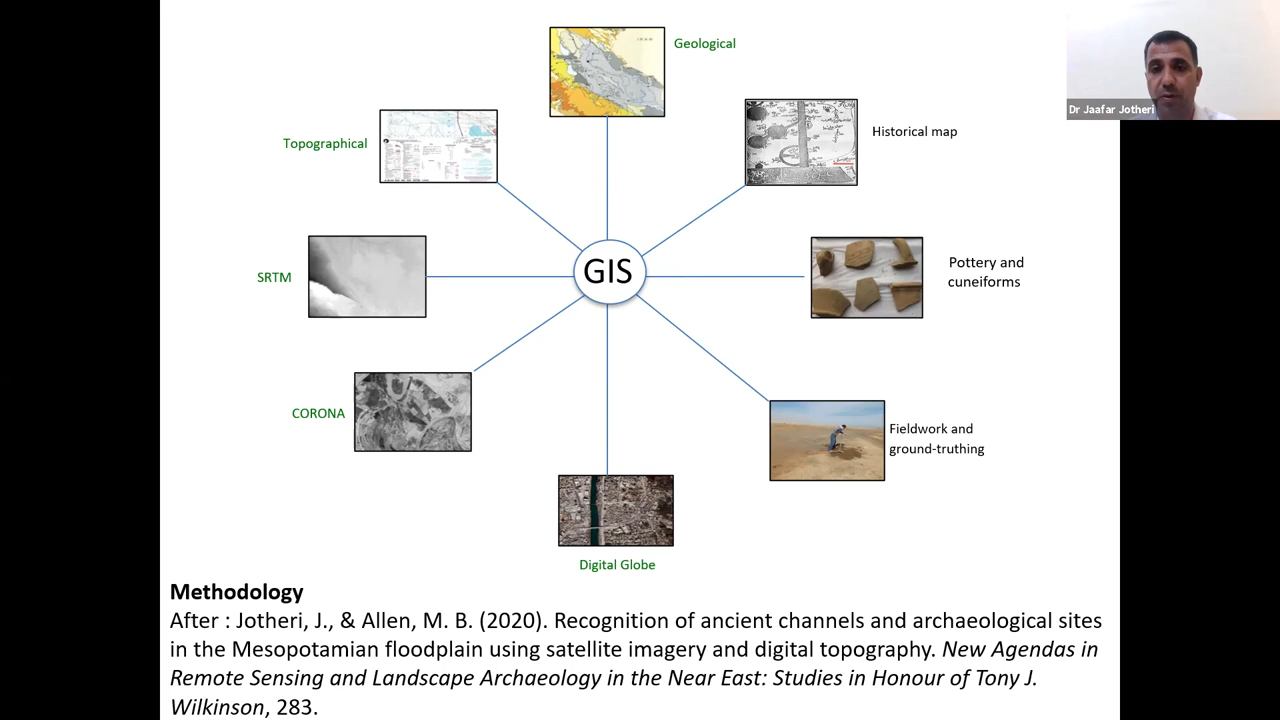 Geological
Dr Jaafar Jotheri
Topographical
Historical map
SRTM
GIS
Pottery and
cuneiforms
CORONA
Fieldwork and
ground-truthing
Digital Globe
Methodology
After : Jotheri, J., & Allen, M. B. (2020). Recognition of ancient channels and archaeological sites
in the Mesopotamian floodplain using satellite imagery and digital topography. New Agendas in
Remote Sensing and Landscape Archaeology in the Near East: Studies in Honour of Tony J.
Wilkinson, 283.